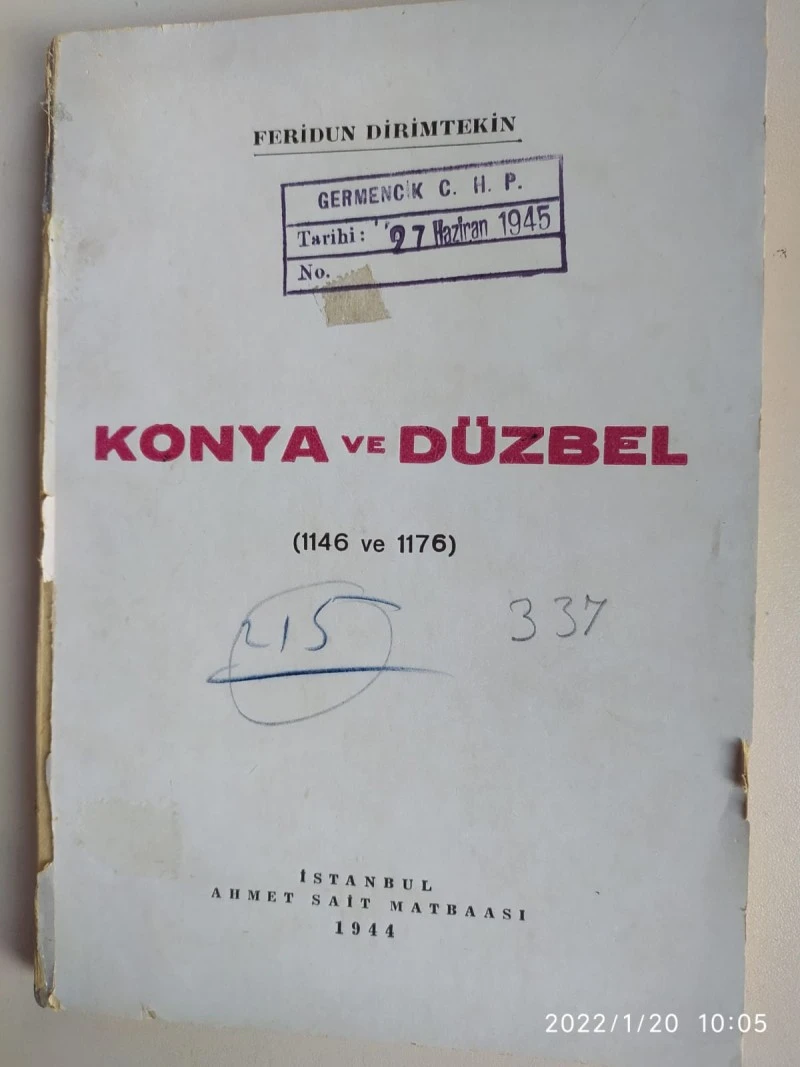 FERİDUN DİRİMTEKİN
GERMENCİK C. H. P.
Tarihi: 27 Haziran 1945
No.
KONYA VE DÜZBEL
(1146 ve 1176)
215
337
İSTANBUL
AHMET SAİT MATBAASI
1944
2022/1/20 10:05